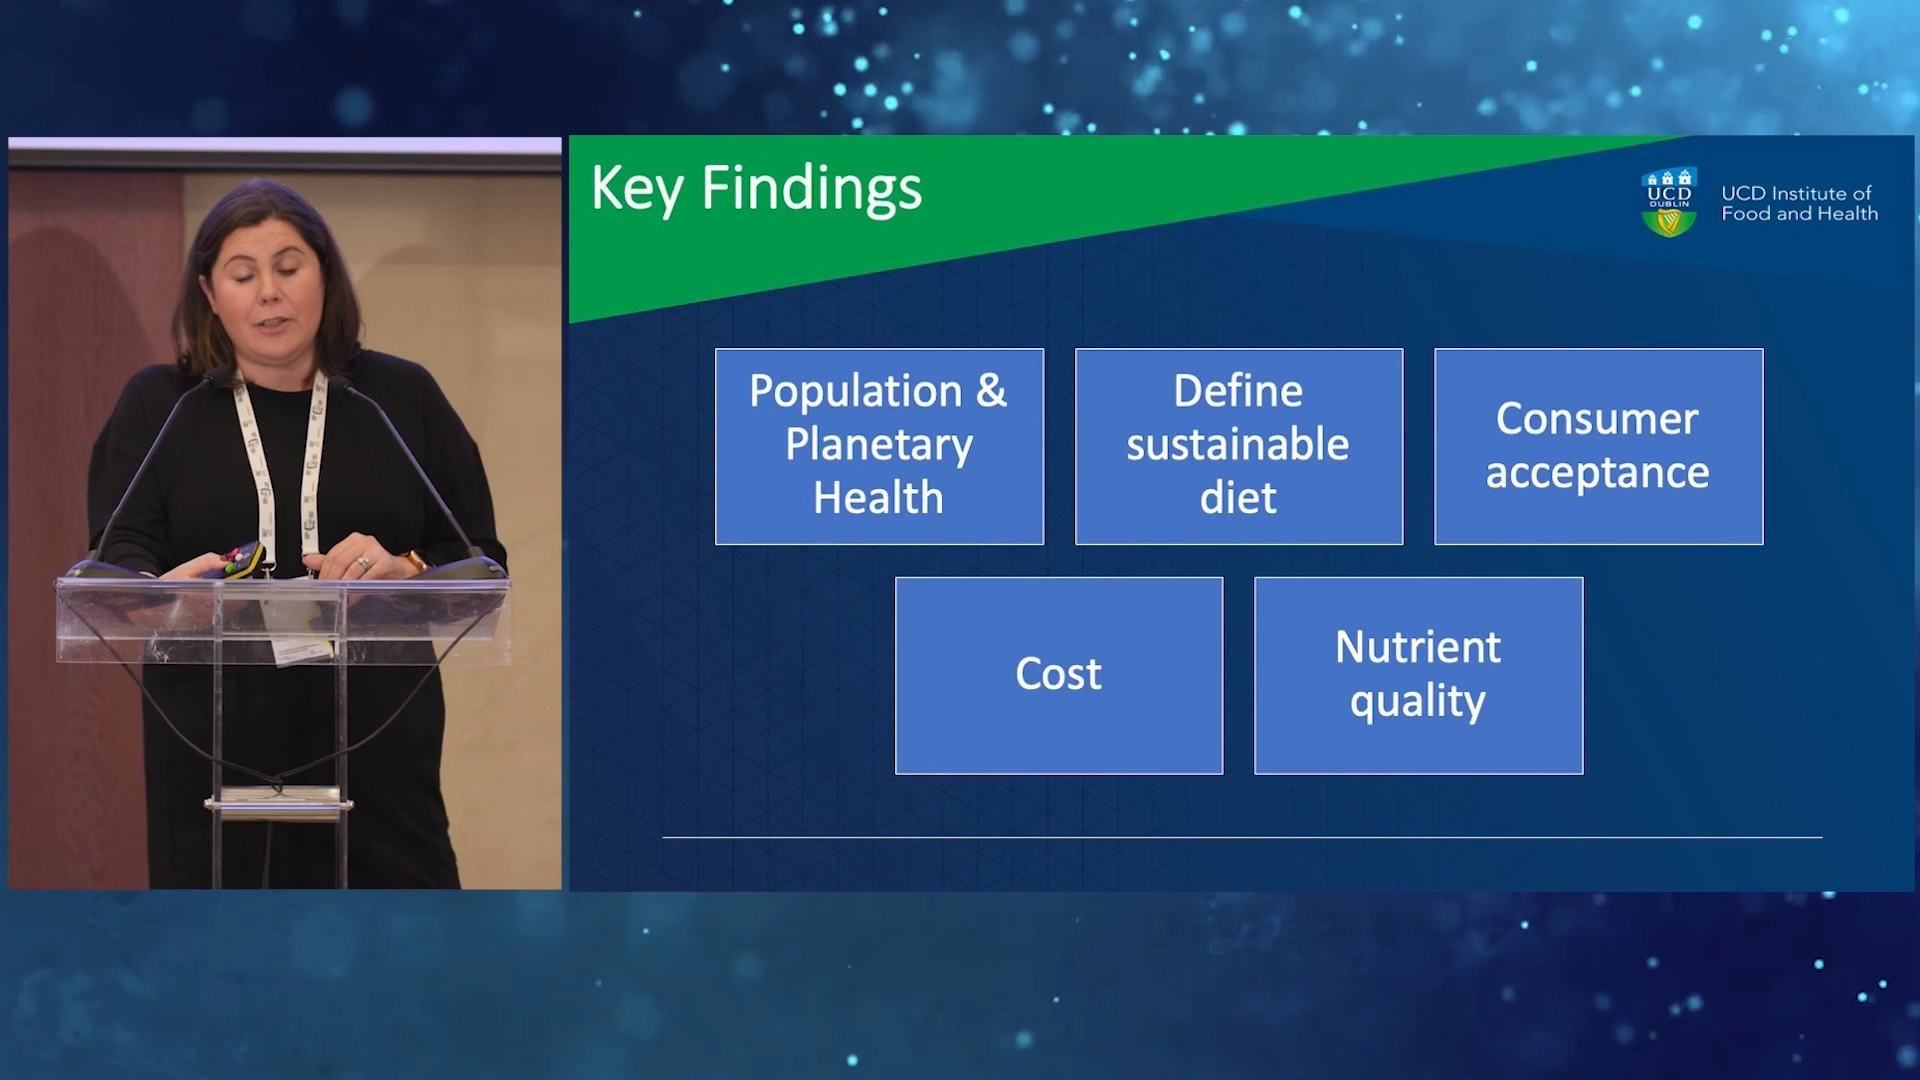 Key Findings
UCD
DUBLIN
UCD Institute of
Food and Health
Population &
Planetary
Health
Define
sustainable
diet
Consumer
acceptance
Cost
Nutrient
quality